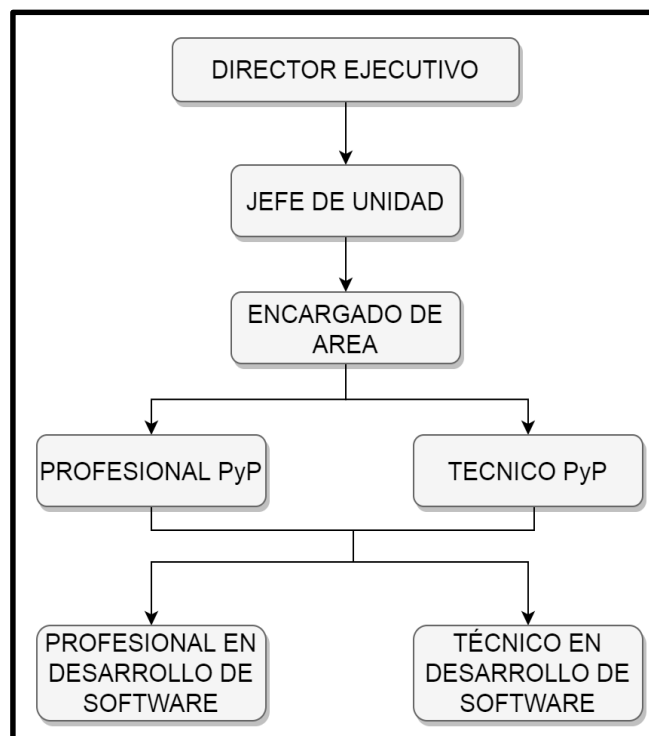 DIRECTOR EJECUTIVO
JEFE DE UNIDAD
ENCARGADO DE
AREA
PROFESIONAL PyP
TECNICO PyP
PROFESIONAL EN
DESARROLLO DE
SOFTWARE
TÉCNICO EN
DESARROLLO DE
SOFTWARE